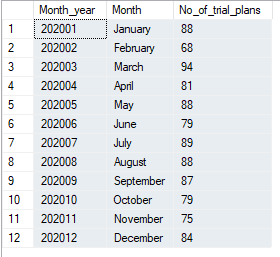 Month_year Month No_of_trial_plans
1 202001 January 88
2 202002 February 68
3 202003 March 94
4 202004 April 81
5 202005 May 88
6 202006 June 79
7 202007 July 89
8 202008 August 88
9 202009 September 87
10 202010 October 79
11 202011 November 75
12 202012 December 84